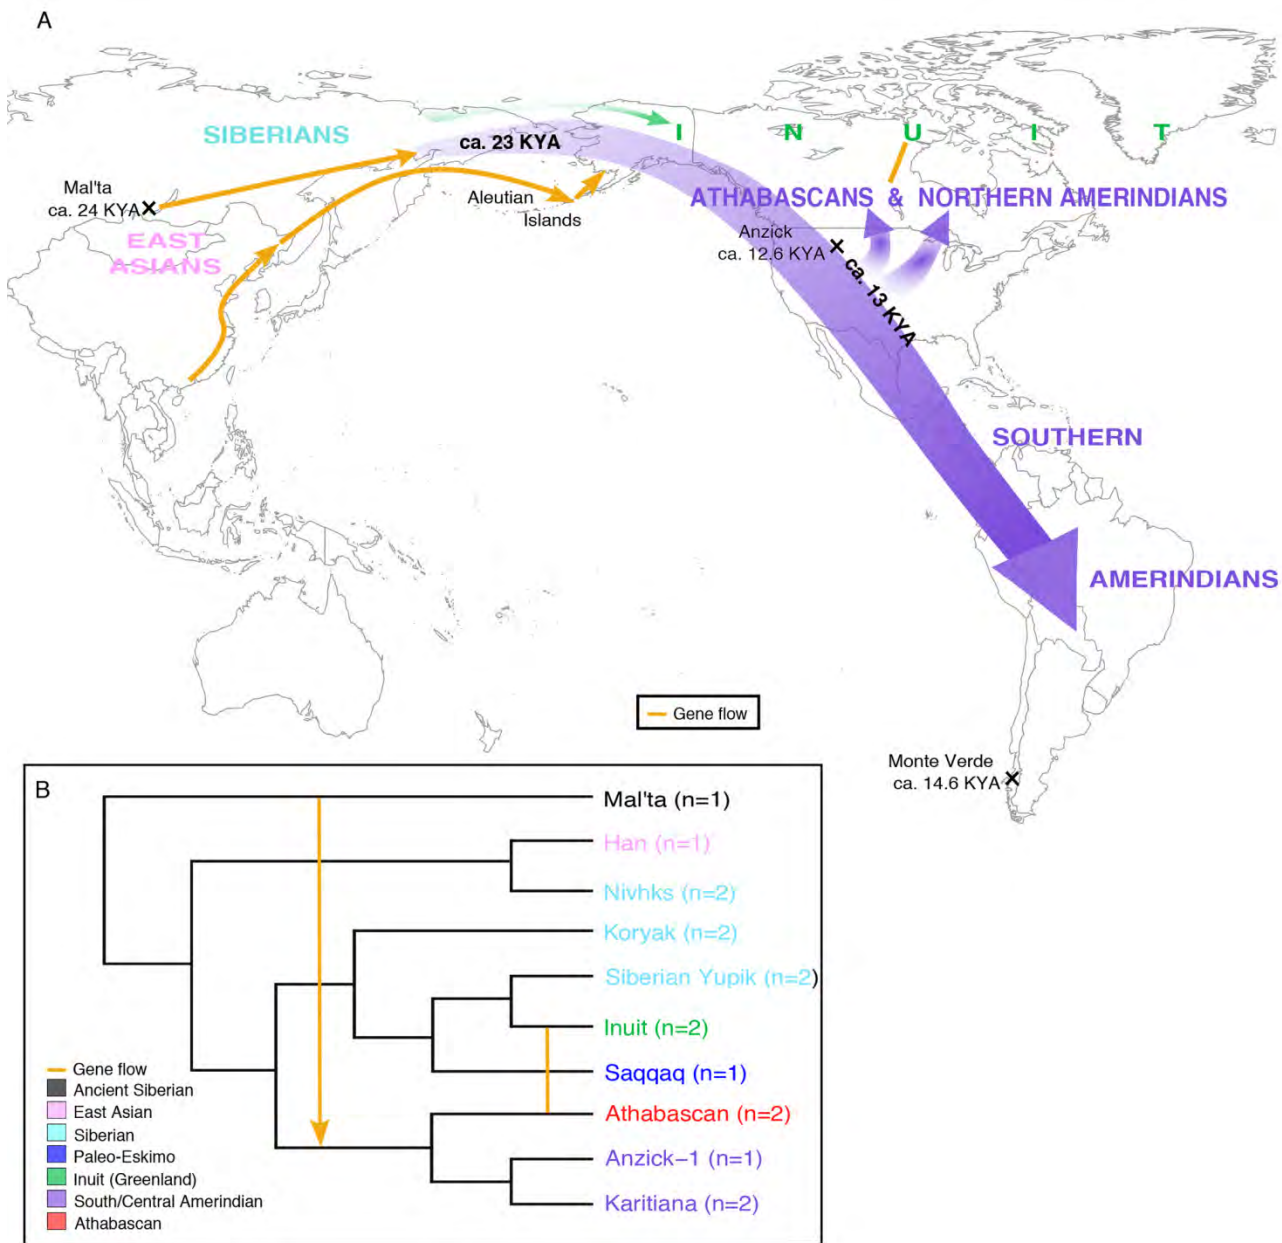 A
SIBERIANS
ca. 23 KYA
I N U I T
Mal'ta
ca. 24 KYA
Aleutian
Islands
ATHABASCANS & NORTHERN AMERINDIANS
EAST
ASIANS
Anzick
ca. 12.6 KYA
ca. 13 KYA
SOUTHERN
AMERINDIANS
Gene flow
Monte Verde
ca. 14.6 KYA
B
Mal'ta (n=1)
Han (n=1)
Nivhks (n=2)
Koryak (n=2)
Siberian Yupik (n=2)
Inuit (n=2)
Saqqaq (n=1)
Athabascan (n=2)
Anzick-1 (n=1)
Karitiana (n=2)
Gene flow
Ancient Siberian
East Asian
Siberian
Paleo-Eskimo
Inuit (Greenland)
South/Central Amerindian
Athabascan